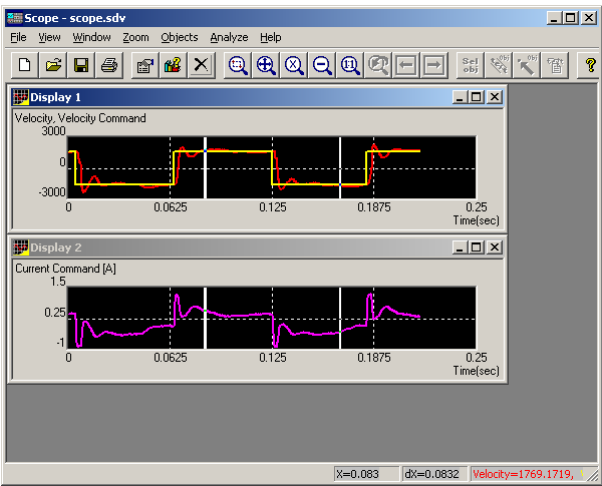 Scope - scope.sdv
File View Window Zoom Objects Analyze Help
Display 1
Velocity, Velocity Command
3000
0
-3000
0 0.0625 0.125 0.1875 0.25
Time(sec)
Display 2
Current Command [A]
1.5
0.25
-1
0 0.0625 0.125 0.1875 0.25
Time(sec)
X=0.083 dX=0.0832 Velocity=1769.1719,